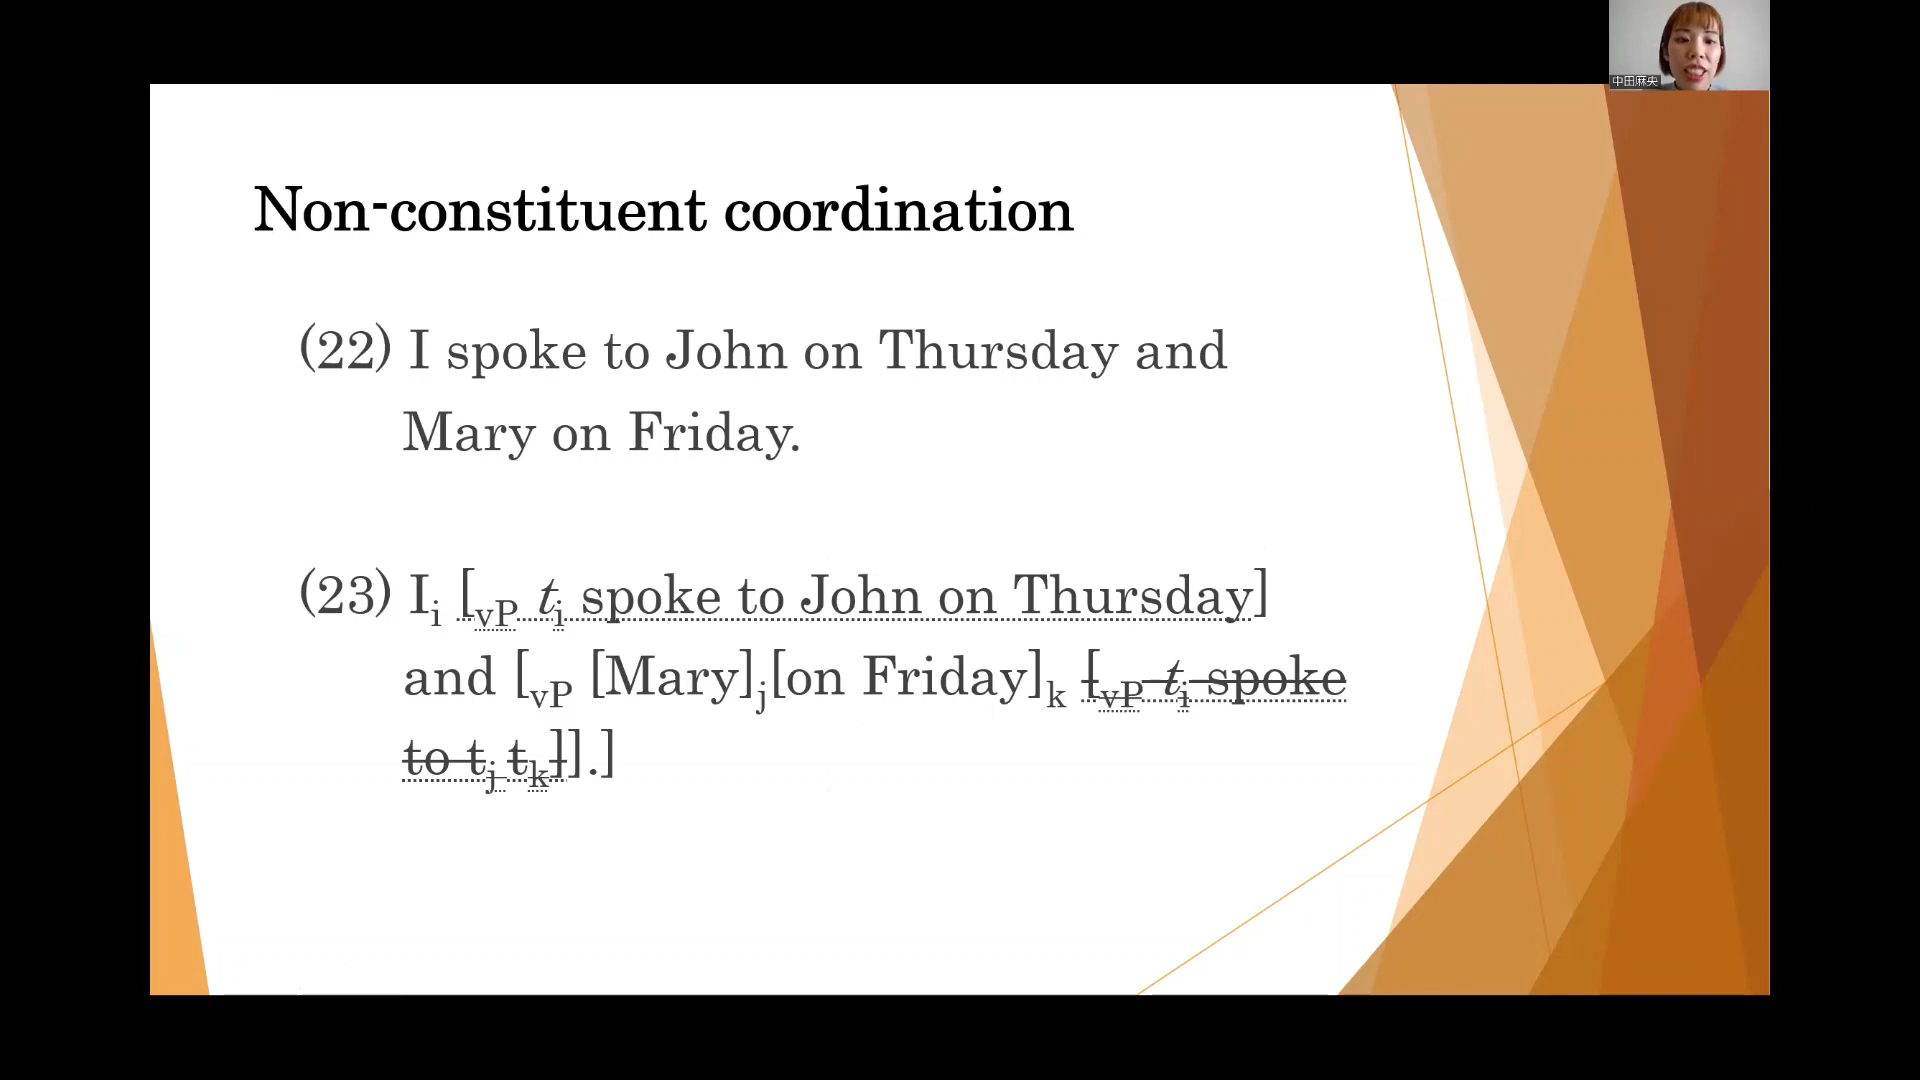 中田麻央
Non-constituent coordination
(22) I spoke to John on Thursday and
Mary on Friday.
(23) Iᵢ [vP tᵢ spoke to John on Thursday]
and [vP [Mary]ⱼ[on Friday]ₖ [vP tᵢ spoke
to tⱼ tₖ]].]